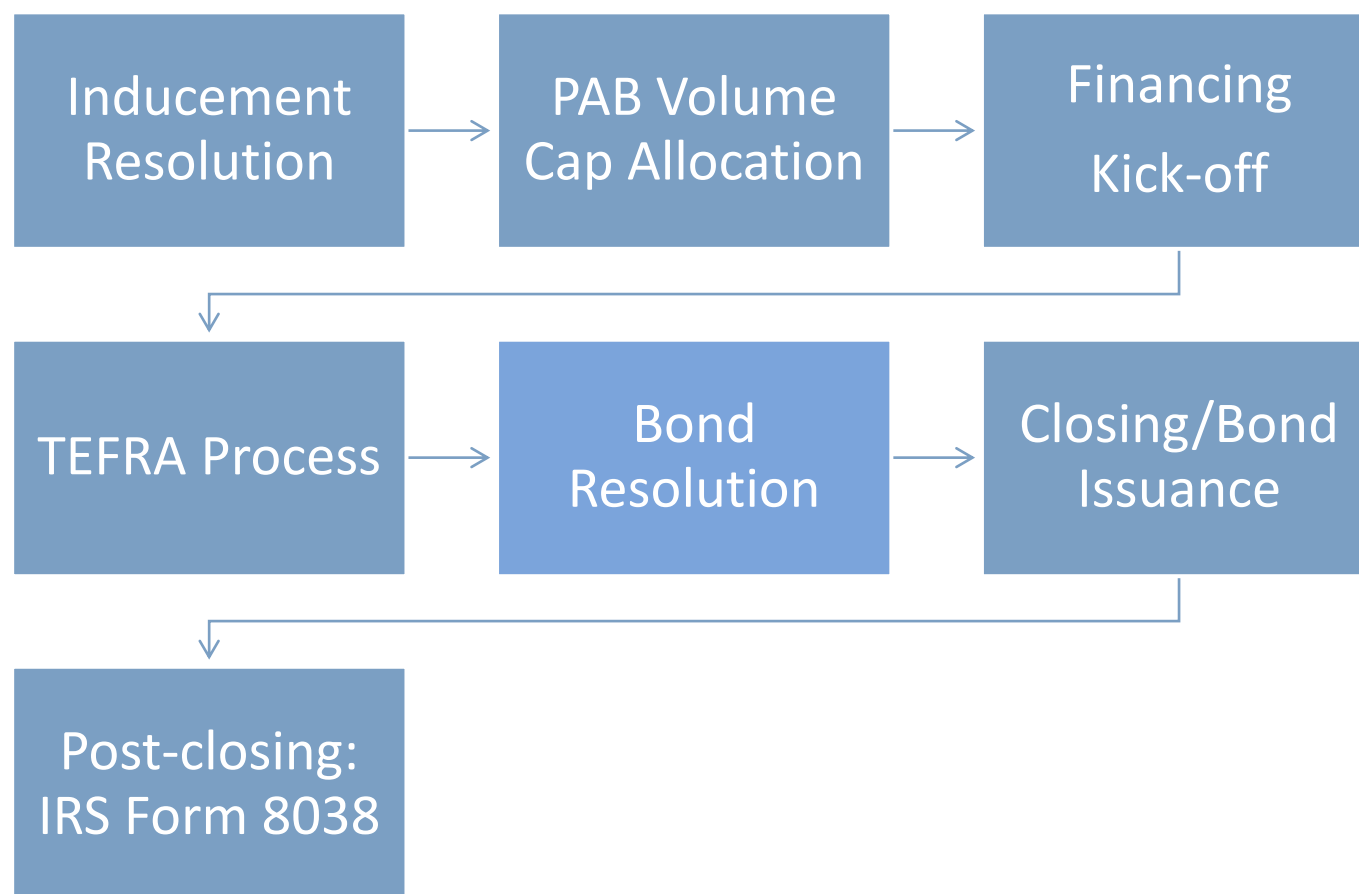 Inducement
Resolution
PAB Volume
Cap Allocation
Financing
Kick-off
TEFRA Process
Bond
Resolution
Closing/Bond
Issuance
Post-closing:
IRS Form 8038